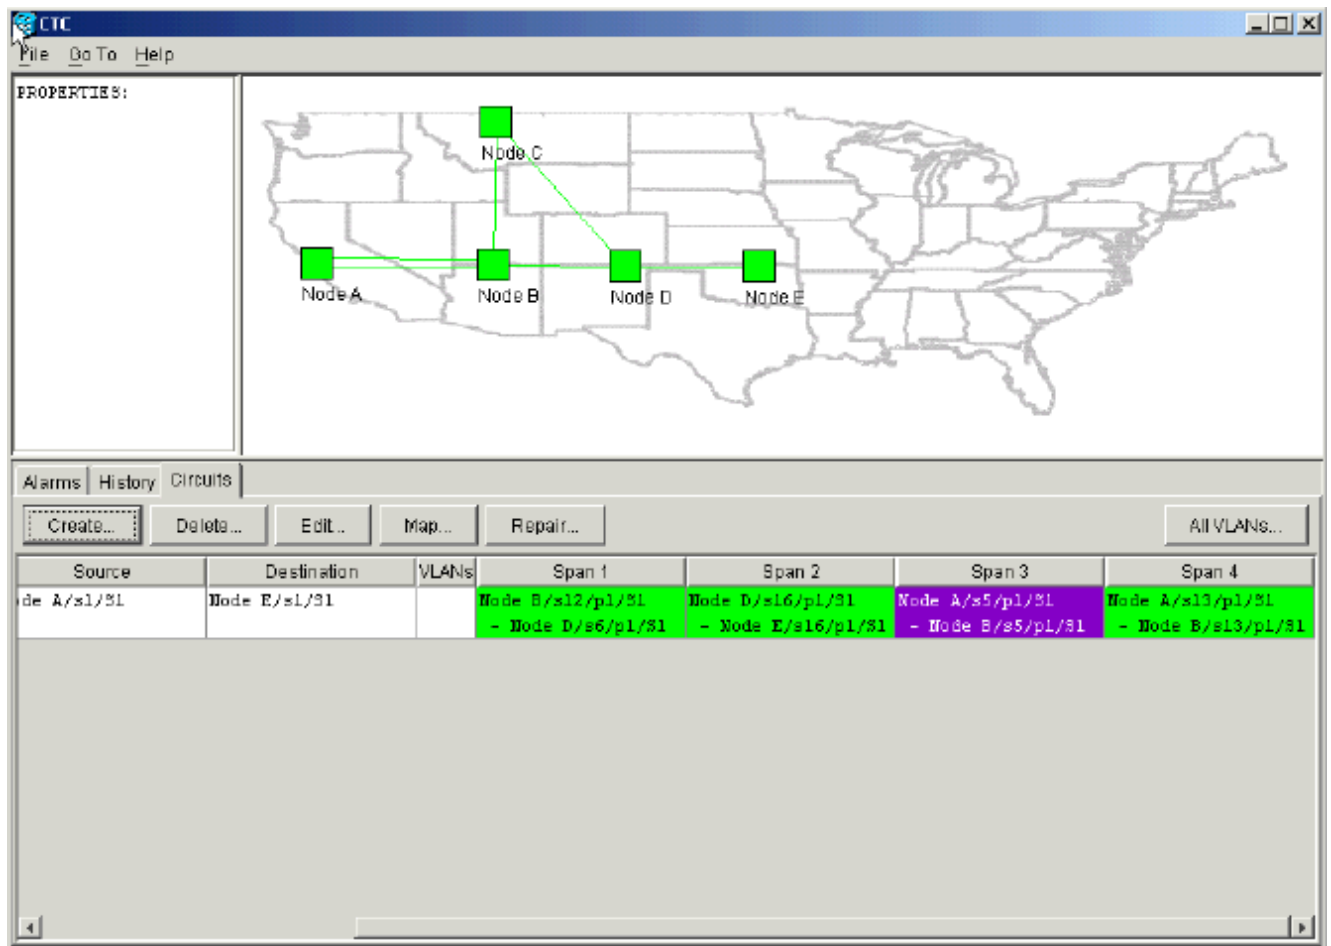 CTC
File Go To Help
PROPERTIES:
Node C
Node A
Node B
Node D
Node E
Alarms History Circuits
Create... Delete... Edit... Map... Repair... All VLANs...
Source Destination VLANs Span 1 Span 2 Span 3 Span 4
de A/s1/S1 Node E/s1/S1 Node B/s12/p1/S1 Node D/s16/p1/S1 Node A/s5/p1/S1 Node A/s13/p1/S1
- Node D/s6/p1/S1 - Node E/s16/p1/S1 - Node B/s5/p1/S1 - Node B/s13/p1/S1